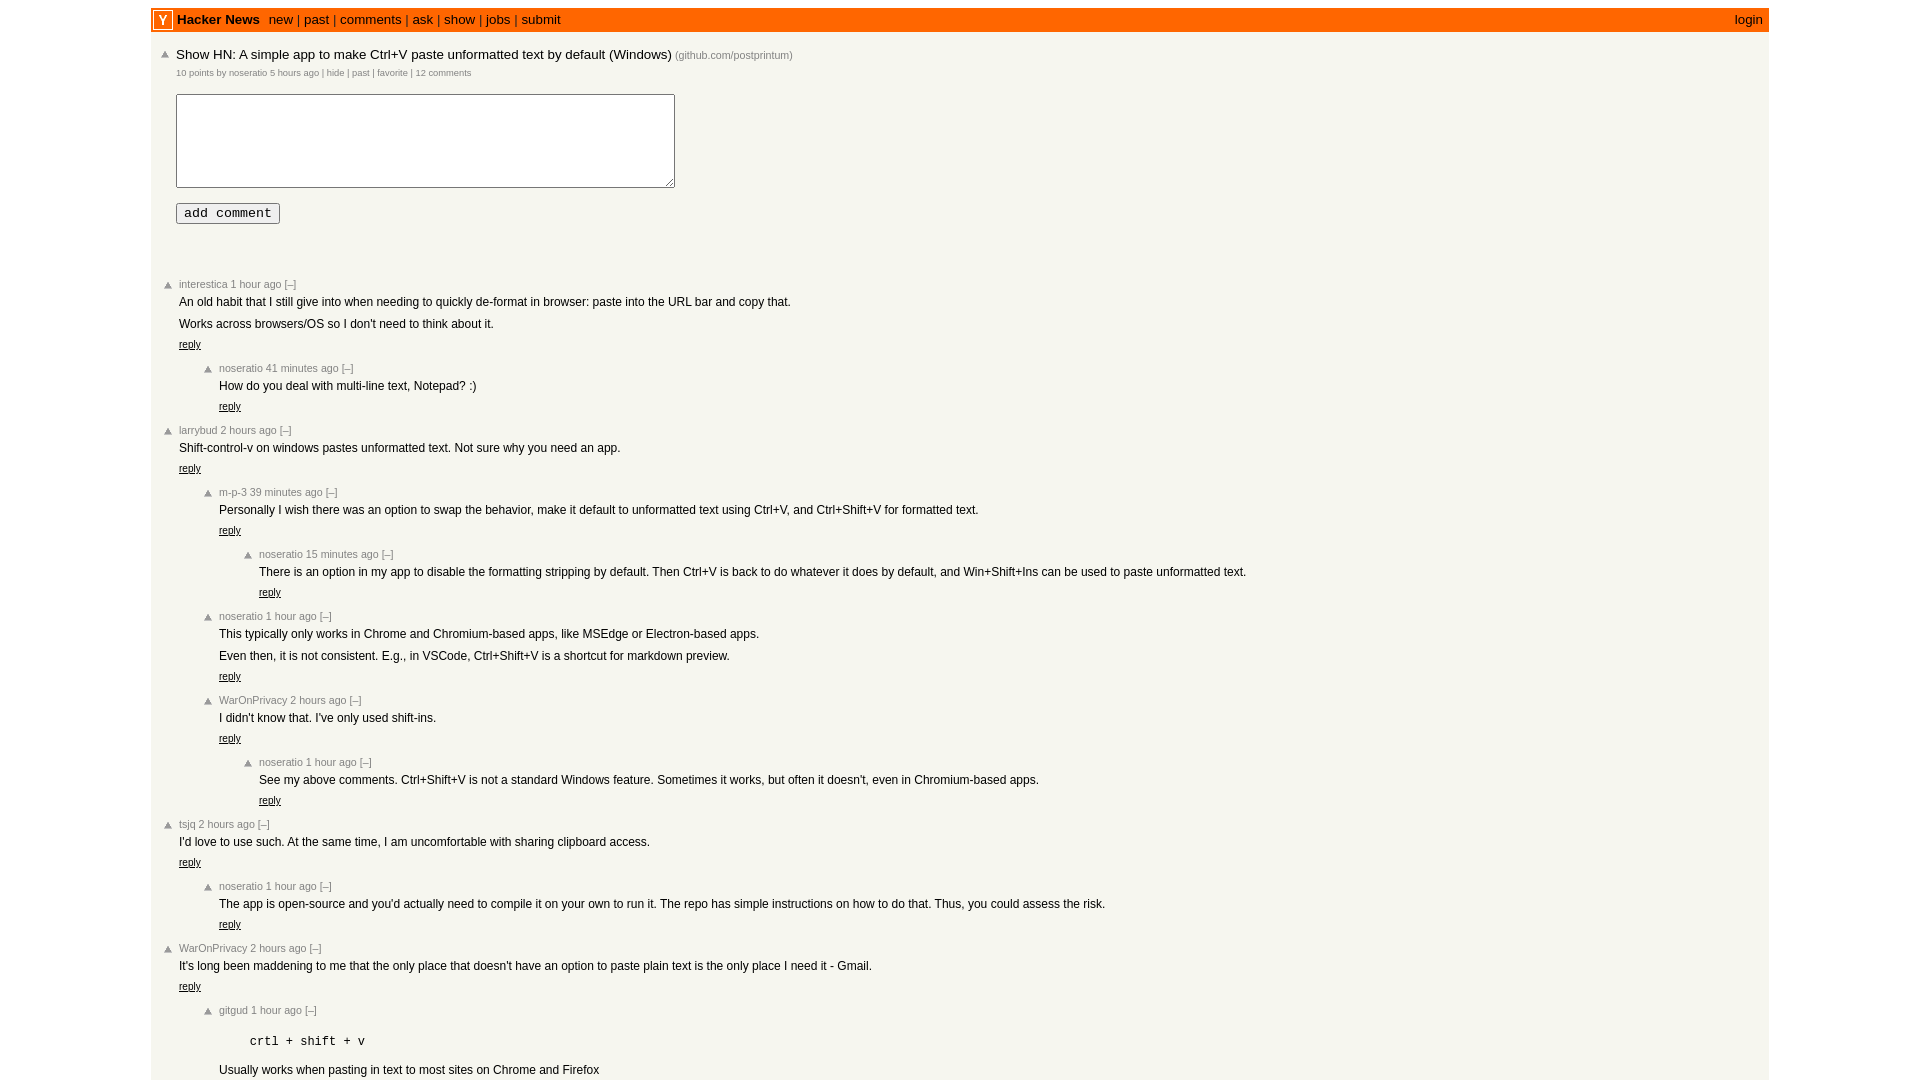 Y Hacker News new | past | comments | ask | show | jobs | submit login
Show HN: A simple app to make Ctrl+V paste unformatted text by default (Windows) (github.com/postprintum)
10 points by noseratio 5 hours ago | hide | past | favorite | 12 comments
add comment
interestica 1 hour ago [–]
An old habit that I still give into when needing to quickly de-format in browser: paste into the URL bar and copy that.
Works across browsers/OS so I don't need to think about it.
reply
noseratio 41 minutes ago [–]
How do you deal with multi-line text, Notepad? :)
reply
larrybud 2 hours ago [–]
Shift-control-v on windows pastes unformatted text. Not sure why you need an app.
reply
m-p-3 39 minutes ago [–]
Personally I wish there was an option to swap the behavior, make it default to unformatted text using Ctrl+V, and Ctrl+Shift+V for formatted text.
reply
noseratio 15 minutes ago [–]
There is an option in my app to disable the formatting stripping by default. Then Ctrl+V is back to do whatever it does by default, and Win+Shift+Ins can be used to paste unformatted text.
reply
noseratio 1 hour ago [–]
This typically only works in Chrome and Chromium-based apps, like MSEdge or Electron-based apps.
Even then, it is not consistent. E.g., in VSCode, Ctrl+Shift+V is a shortcut for markdown preview.
reply
WarOnPrivacy 2 hours ago [–]
I didn't know that. I've only used shift-ins.
reply
noseratio 1 hour ago [–]
See my above comments. Ctrl+Shift+V is not a standard Windows feature. Sometimes it works, but often it doesn't, even in Chromium-based apps.
reply
tsjq 2 hours ago [–]
I'd love to use such. At the same time, I am uncomfortable with sharing clipboard access.
reply
noseratio 1 hour ago [–]
The app is open-source and you'd actually need to compile it on your own to run it. The repo has simple instructions on how to do that. Thus, you could assess the risk.
reply
WarOnPrivacy 2 hours ago [–]
It's long been maddening to me that the only place that doesn't have an option to paste plain text is the only place I need it - Gmail.
reply
gitgud 1 hour ago [–]
crtl + shift + v
Usually works when pasting in text to most sites on Chrome and Firefox